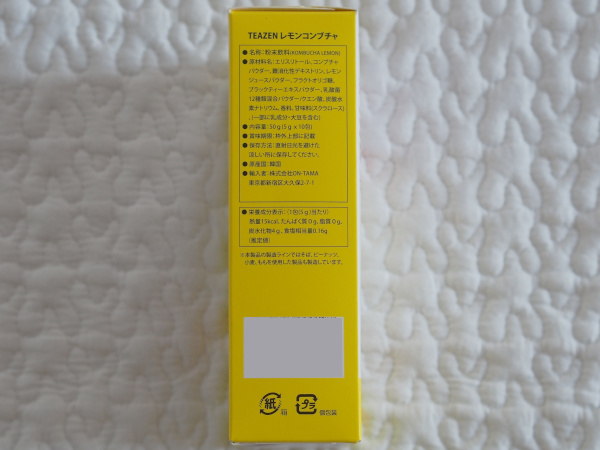 TEAZEN レモンコンブチャ
● 名称:粉末飲料(KOMBUCHA LEMON)
● 原材料名:エリスリトール、コンブチャ
パウダー、難消化性デキストリン、レモン
ジュースパウダー、フラクトオリゴ糖、
ブラックティーエキスパウダー、乳酸菌
12種類混合パウダー/クエン酸、炭酸水
素ナトリウム、香料、甘味料(スクラロース)
、(一部に乳成分・大豆を含む)
● 内容量:50g (5g x 10包)
● 賞味期限:枠外上部に記載
● 保存方法:直射日光を避けた
涼しい所に保存してください。
● 原産国:韓国
● 輸入者:株式会社ON-TAMA
東京都新宿区大久保2-7-1
● 栄養成分表示:(1包(5g)当たり)
熱量15kcal、たんぱく質0g、脂質0g、
炭水化物4g、食塩相当量0.16g
(推定値)
※本製品の製造ラインではそば、ピーナッツ、
小麦、ももを使用した製品も製造しています。
紙 箱
プラ 個包装